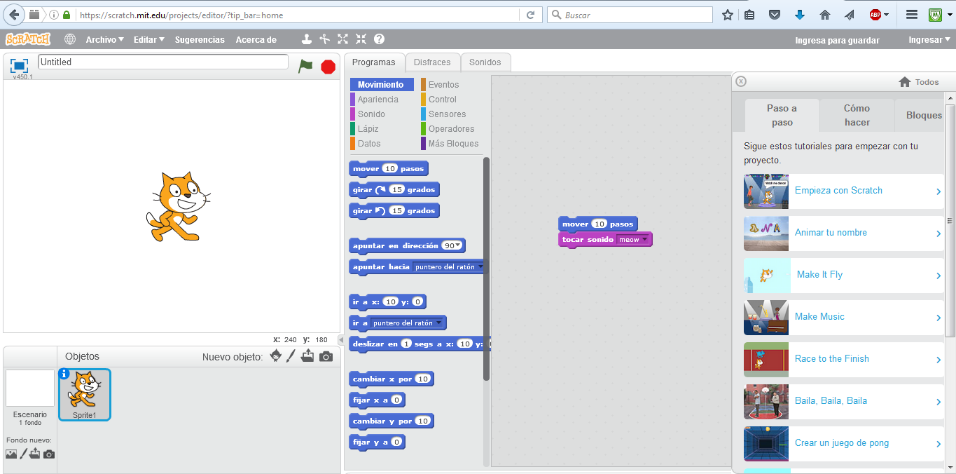 https://scratch.mit.edu/projects/editor/?tip_bar=home
Buscar
ABP
SCRATCH
Archivo
Editar
Sugerencias
Acerca de
Ingresa para guardar
Ingresar
v450.1
Untitled
Programas
Disfraces
Sonidos
Todos
Movimiento
Eventos
Apariencia
Control
Sonido
Sensores
Lápiz
Operadores
Datos
Más Bloques
mover 10 pasos
girar 15 grados
girar 15 grados
apuntar en dirección 90
apuntar hacia puntero del ratón
ir a x: 10 y: 0
ir a puntero del ratón
deslizar en 1 segs a x: 10 y:
cambiar x por 10
fijar x a 0
cambiar y por 10
fijar y a 0
mover 10 pasos
tocar sonido meow
Paso a paso
Cómo hacer
Bloques
Sigue estos tutoriales para empezar con tu
proyecto.
Empieza con Scratch
Animar tu nombre
Make It Fly
Make Music
Race to the Finish
Baila, Baila, Baila
Crear un juego de pong
x: 240 y: 180
Objetos
Nuevo objeto:
Escenario
1 fondo
Fondo nuevo:
Sprite1